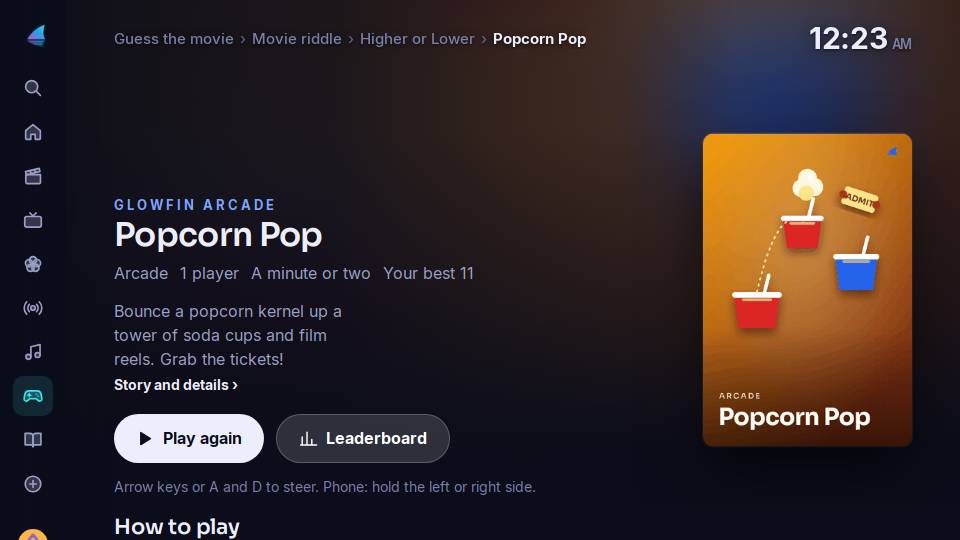 Guess the movie › Movie riddle › Higher or Lower › Popcorn Pop
12:23 AM
GLOWFIN ARCADE
Popcorn Pop
Arcade 1 player A minute or two Your best 11
Bounce a popcorn kernel up a
tower of soda cups and film
reels. Grab the tickets!
Story and details ›
Play again
Leaderboard
Arrow keys or A and D to steer. Phone: hold the left or right side.
How to play
ADMIT
ARCADE
Popcorn Pop